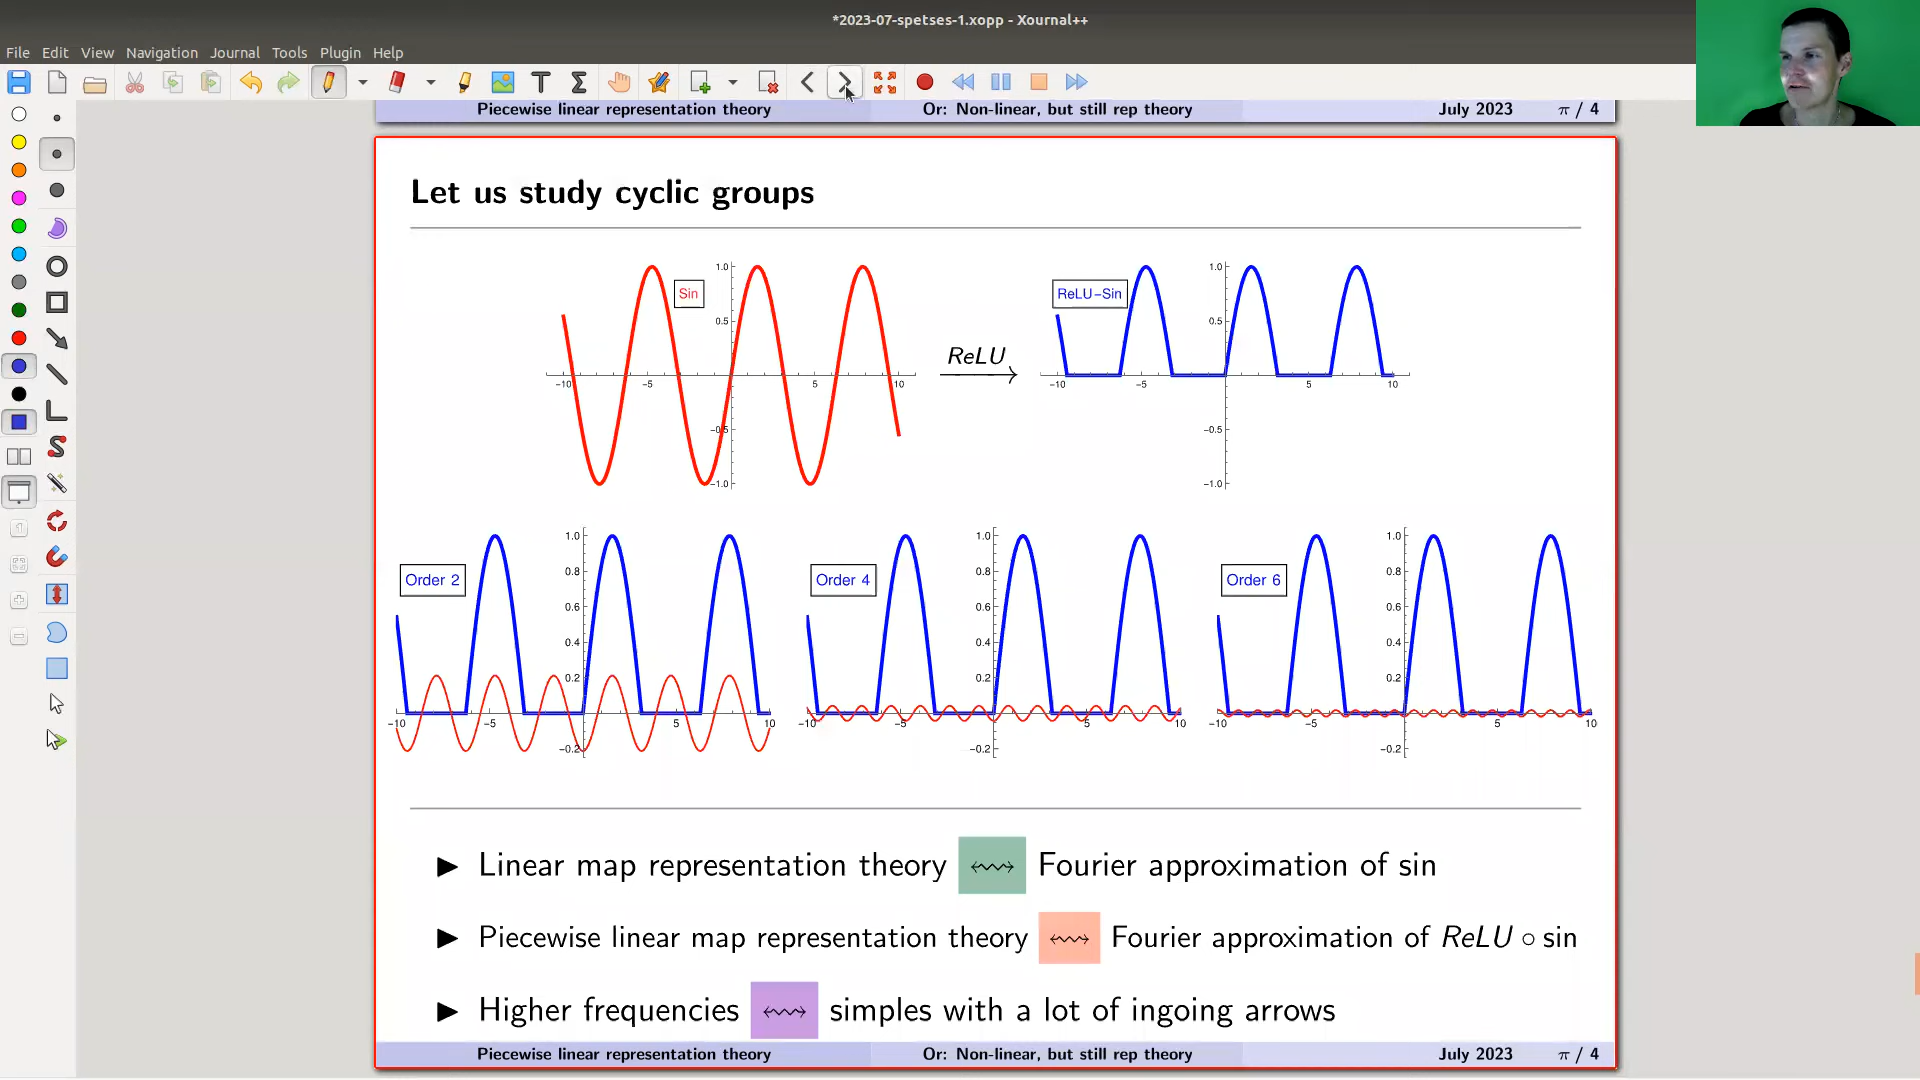 *2023-07-spetses-1.xopp - Xournal++
File Edit View Navigation Journal Tools Plugin Help
Piecewise linear representation theory Or: Non-linear, but still rep theory July 2023 π / 4
Let us study cyclic groups
Sin
1.0
0.5
-0.5
-1.0
-10 -5 5 10
ReLU
ReLU-Sin
1.0
0.5
-0.5
-1.0
-10 -5 5 10
Order 2
1.0
0.8
0.6
0.4
0.2
-0.2
-10 -5 5 10
Order 4
1.0
0.8
0.6
0.4
0.2
-0.2
-10 -5 5 10
Order 6
1.0
0.8
0.6
0.4
0.2
-0.2
-10 -5 5 10
▶ Linear map representation theory ↭ Fourier approximation of sin
▶ Piecewise linear map representation theory ↭ Fourier approximation of ReLU ∘ sin
▶ Higher frequencies ↭ simples with a lot of ingoing arrows
Piecewise linear representation theory Or: Non-linear, but still rep theory July 2023 π / 4